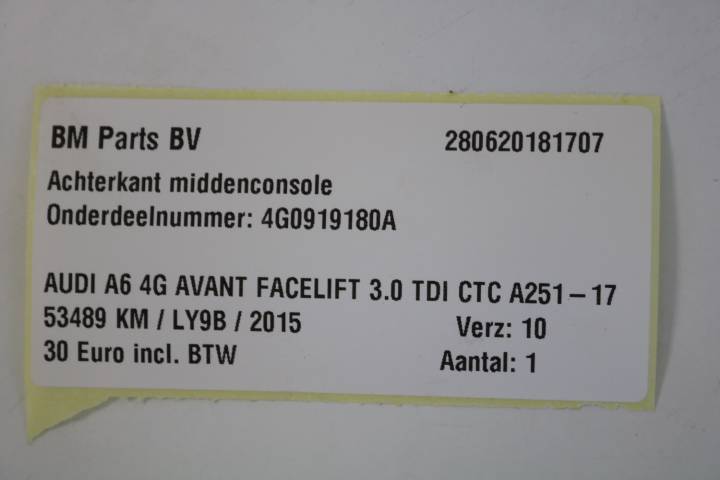 BM Parts BV 280620181707
Achterkant middenconsole
Onderdeelnummer: 4G0919180A
AUDI A6 4G AVANT FACELIFT 3.0 TDI CTC A251-17
53489 KM / LY9B / 2015 Verz: 10
30 Euro incl. BTW Aantal: 1